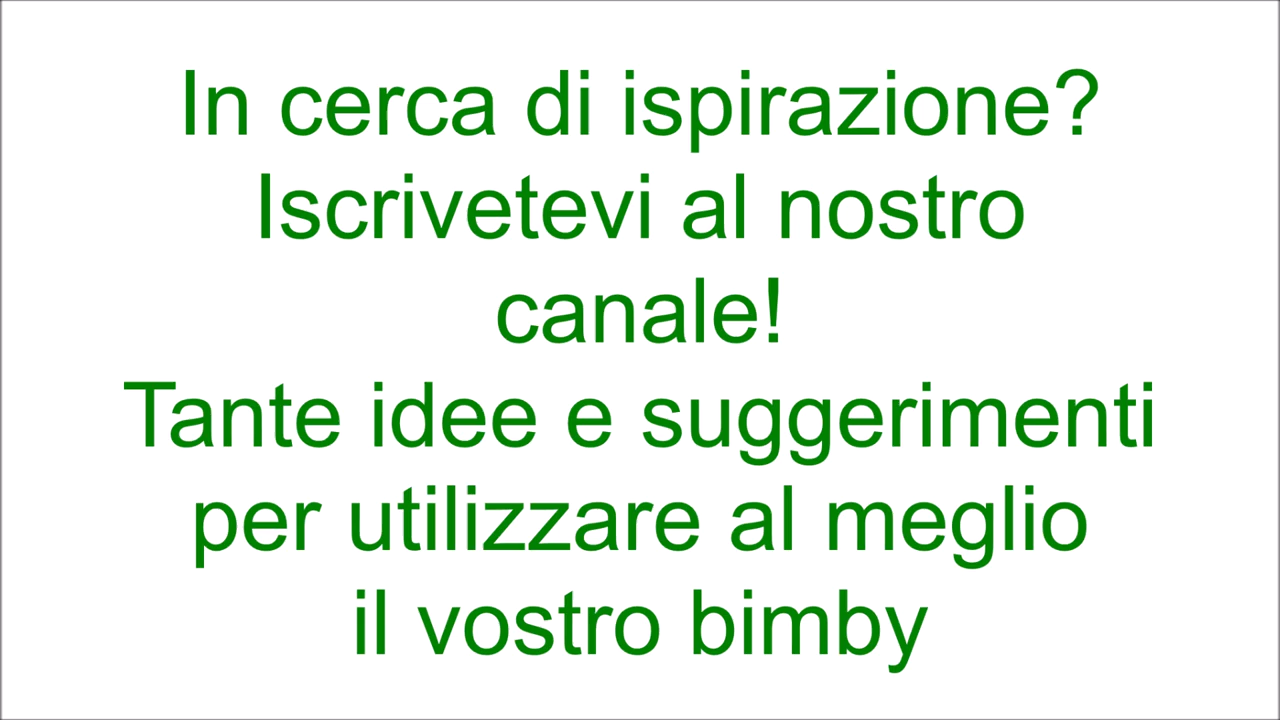 In cerca di ispirazione?
Iscrivetevi al nostro
canale!
Tante idee e suggerimenti
per utilizzare al meglio
il vostro bimby